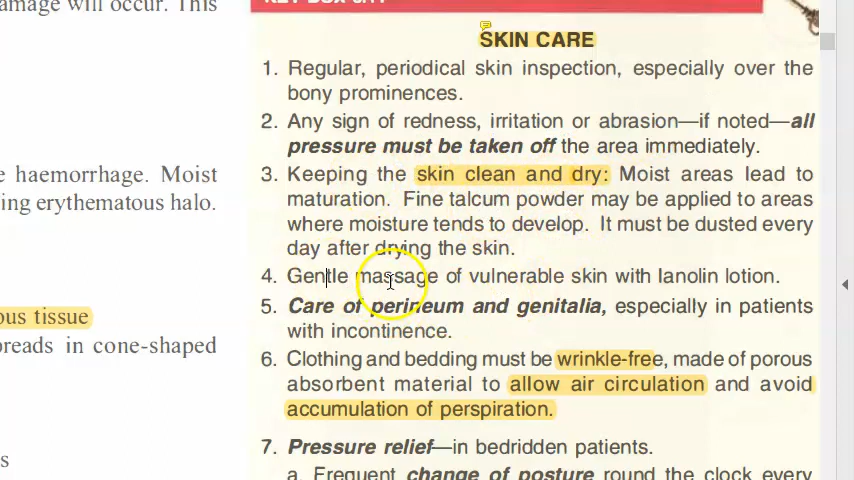 amage will occur. This
e haemorrhage. Moist
ing erythematous halo.
ous tissue
preads in cone-shaped
s
SKIN CARE
1. Regular, periodical skin inspection, especially over the
bony prominences.
2. Any sign of redness, irritation or abrasion—if noted—all
pressure must be taken off the area immediately.
3. Keeping the skin clean and dry: Moist areas lead to
maturation. Fine talcum powder may be applied to areas
where moisture tends to develop. It must be dusted every
day after drying the skin.
4. Gentle massage of vulnerable skin with lanolin lotion.
5. Care of perineum and genitalia, especially in patients
with incontinence.
6. Clothing and bedding must be wrinkle-free, made of porous
absorbent material to allow air circulation and avoid
accumulation of perspiration.
7. Pressure relief—in bedridden patients.
a. Frequent change of posture round the clock every